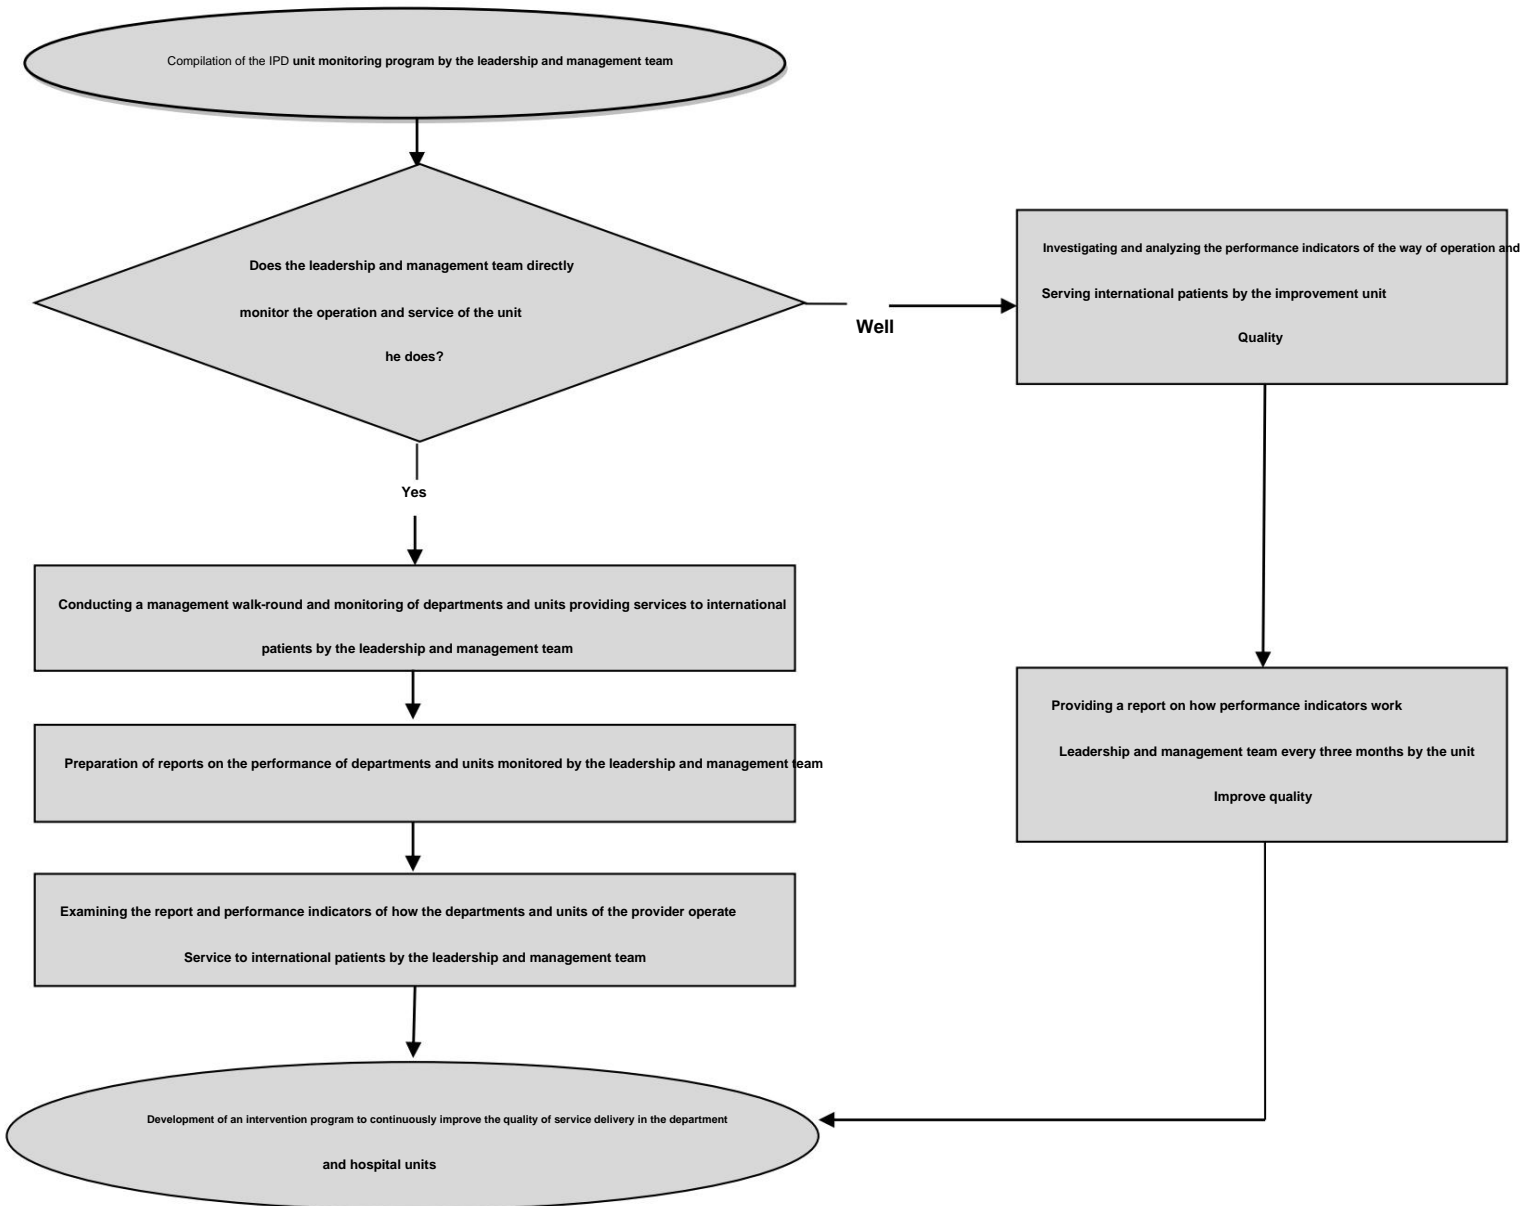 Compilation of the IPD unit monitoring program by the leadership and management team
Does the leadership and management team directly
monitor the operation and service of the unit
he does?
Well
Investigating and analyzing the performance indicators of the way of operation and
Serving international patients by the improvement unit
Quality
Yes
Conducting a management walk-round and monitoring of departments and units providing services to international
patients by the leadership and management team
Preparation of reports on the performance of departments and units monitored by the leadership and management team
Examining the report and performance indicators of how the departments and units of the provider operate
Service to international patients by the leadership and management team
Providing a report on how performance indicators work
Leadership and management team every three months by the unit
Improve quality
Development of an intervention program to continuously improve the quality of service delivery in the department
and hospital units